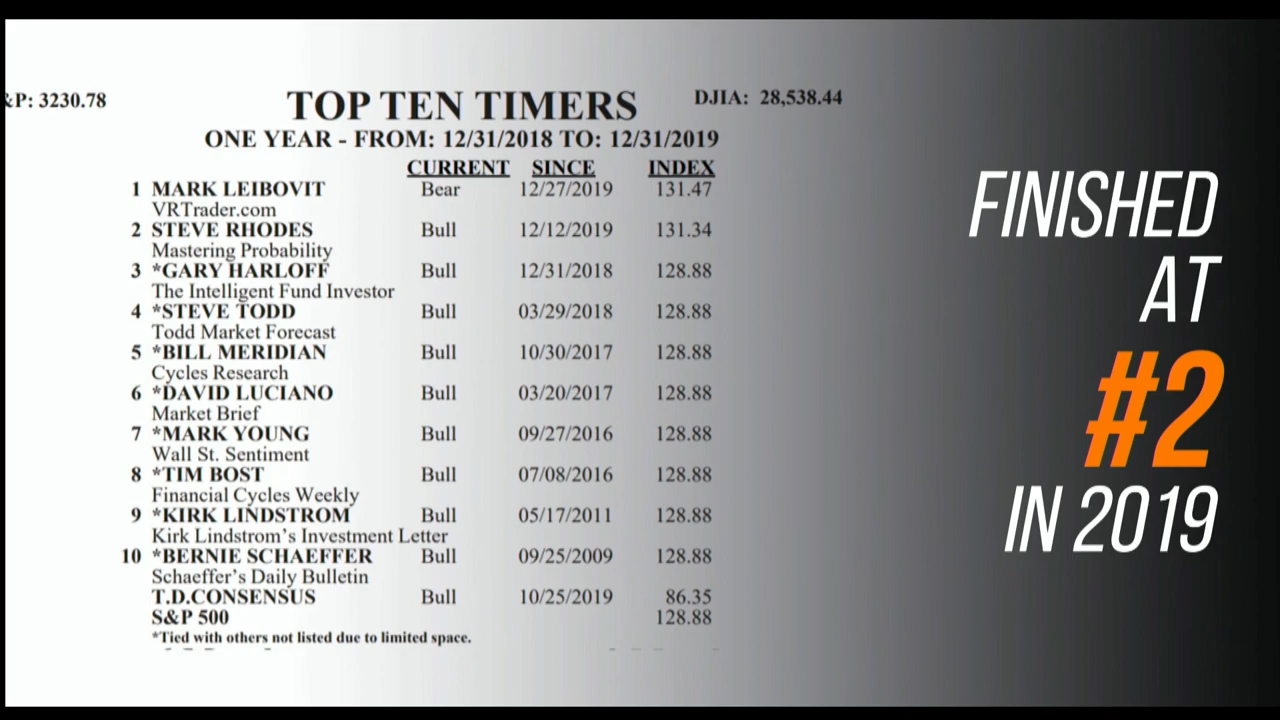 &P: 3230.78
TOP TEN TIMERS
DJIA: 28,538.44
ONE YEAR - FROM: 12/31/2018 TO: 12/31/2019
CURRENT SINCE INDEX
1 MARK LEIBOVIT Bear 12/27/2019 131.47
VRTrader.com
2 STEVE RHODES Bull 12/12/2019 131.34
Mastering Probability
3 *GARY HARLOFF Bull 12/31/2018 128.88
The Intelligent Fund Investor
4 *STEVE TODD Bull 03/29/2018 128.88
Todd Market Forecast
5 *BILL MERIDIAN Bull 10/30/2017 128.88
Cycles Research
6 *DAVID LUCIANO Bull 03/20/2017 128.88
Market Brief
7 *MARK YOUNG Bull 09/27/2016 128.88
Wall St. Sentiment
8 *TIM BOST Bull 07/08/2016 128.88
Financial Cycles Weekly
9 *KIRK LINDSTROM Bull 05/17/2011 128.88
Kirk Lindstrom's Investment Letter
10 *BERNIE SCHAEFFER Bull 09/25/2009 128.88
Schaeffer's Daily Bulletin
T.D.CONSENSUS Bull 10/25/2019 86.35
S&P 500 128.88
*Tied with others not listed due to limited space.
FINISHED
AT
#2
IN 2019